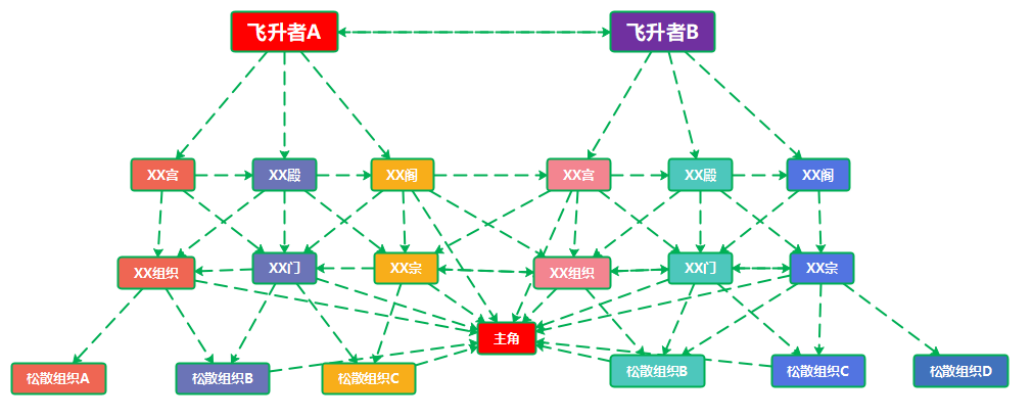 飞升者A
飞升者B
XX宫
XX殿
XX阁
XX宫
XX殿
XX阁
XX组织
XX门
XX宗
XX组织
XX门
XX宗
主角
松散组织A
松散组织B
松散组织C
松散组织B
松散组织C
松散组织D